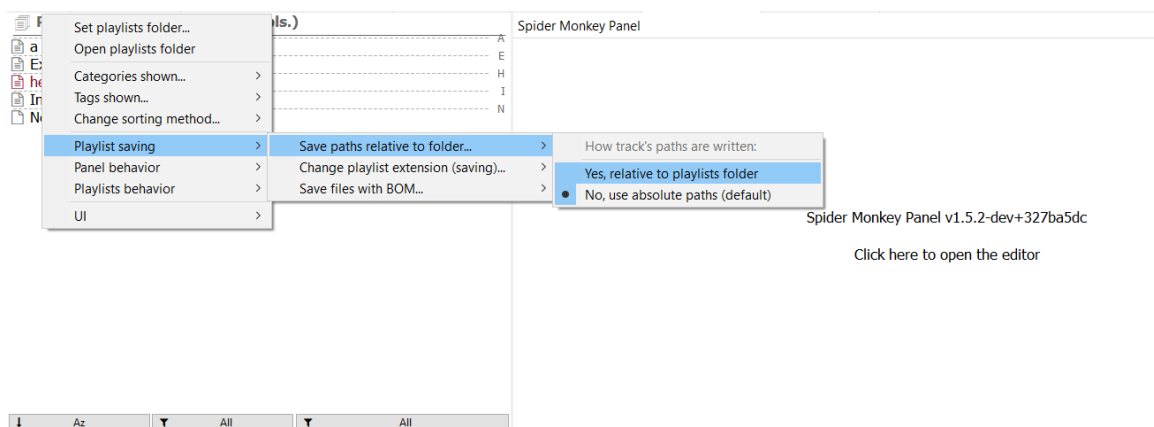 ls.)
Spider Monkey Panel
Set playlists folder...
Open playlists folder
Categories shown...
Tags shown...
Change sorting method...
Playlist saving
Panel behavior
Playlists behavior
UI
Save paths relative to folder...
Change playlist extension (saving)...
Save files with BOM...
How track's paths are written:
Yes, relative to playlists folder
No, use absolute paths (default)
a
A
E
H
I
N
Spider Monkey Panel v1.5.2-dev+327ba5dc
Click here to open the editor
Az
All
All